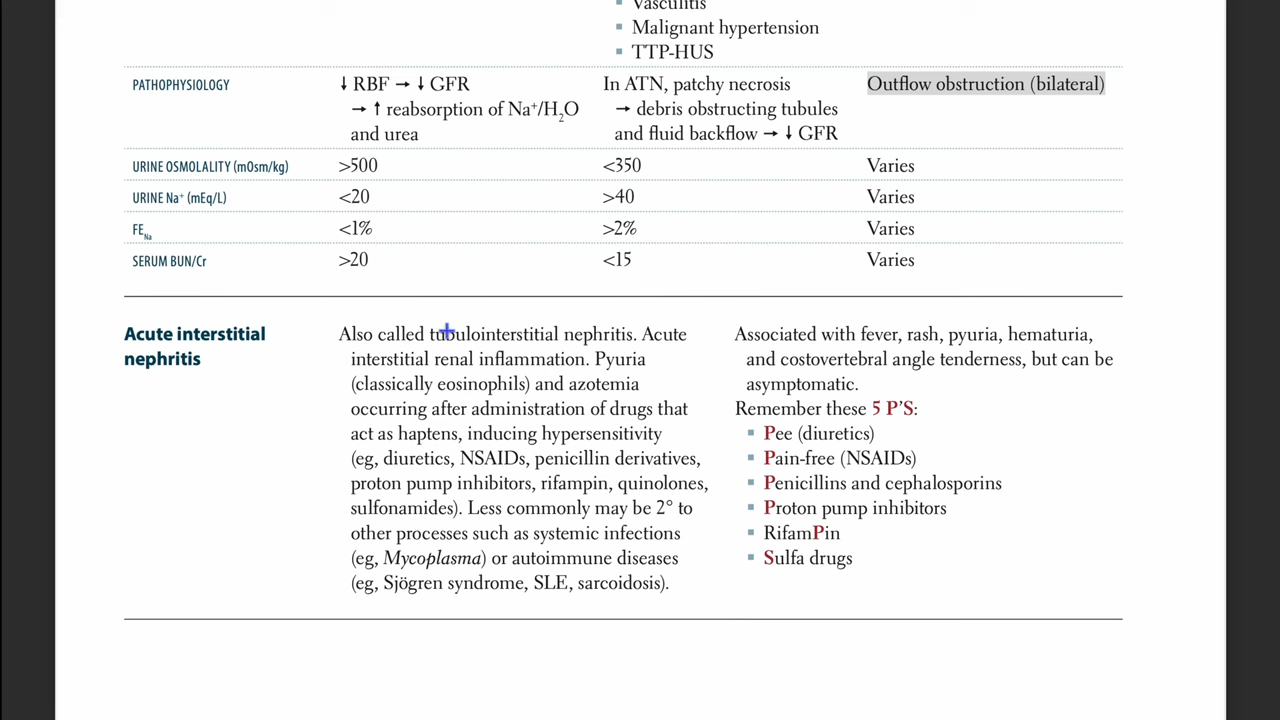 Vasculitis
▪ Malignant hypertension
▪ TTP-HUS
PATHOPHYSIOLOGY
↓ RBF → ↓ GFR
→ ↑ reabsorption of Na⁺/H₂O
and urea
In ATN, patchy necrosis
→ debris obstructing tubules
and fluid backflow → ↓ GFR
Outflow obstruction (bilateral)
URINE OSMOLALITY (mOsm/kg) >500 <350 Varies
URINE Na⁺ (mEq/L) <20 >40 Varies
FENa <1% >2% Varies
SERUM BUN/Cr >20 <15 Varies
Acute interstitial
nephritis
Also called tubulointerstitial nephritis. Acute
interstitial renal inflammation. Pyuria
(classically eosinophils) and azotemia
occurring after administration of drugs that
act as haptens, inducing hypersensitivity
(eg, diuretics, NSAIDs, penicillin derivatives,
proton pump inhibitors, rifampin, quinolones,
sulfonamides). Less commonly may be 2° to
other processes such as systemic infections
(eg, Mycoplasma) or autoimmune diseases
(eg, Sjögren syndrome, SLE, sarcoidosis).
Associated with fever, rash, pyuria, hematuria,
and costovertebral angle tenderness, but can be
asymptomatic.
Remember these 5 P'S:
▪ Pee (diuretics)
▪ Pain-free (NSAIDs)
▪ Penicillins and cephalosporins
▪ Proton pump inhibitors
▪ RifamPin
▪ Sulfa drugs